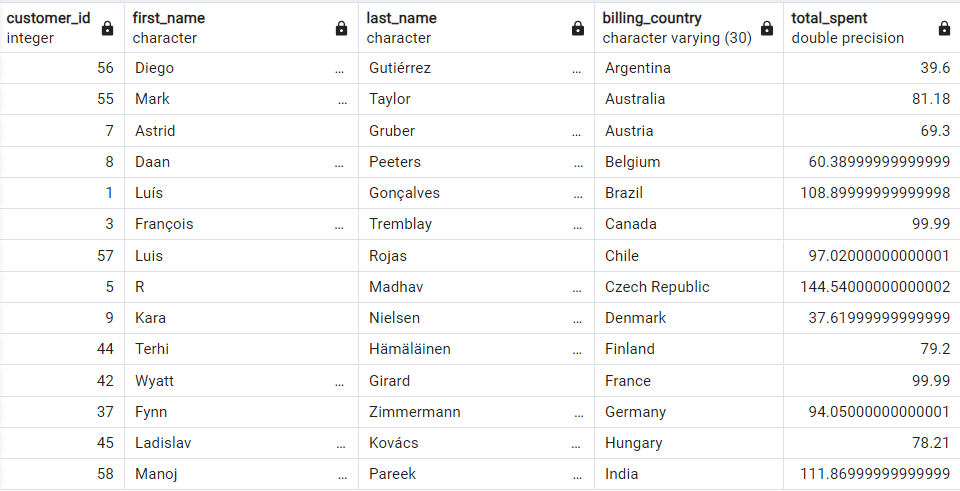 customer_id first_name last_name billing_country total_spent
integer character character character varying (30) double precision
56 Diego ... Gutiérrez ... Argentina 39.6
55 Mark ... Taylor Australia 81.18
7 Astrid Gruber ... Austria 69.3
8 Daan ... Peeters ... Belgium 60.38999999999999
1 Luís Gonçalves ... Brazil 108.89999999999998
3 François ... Tremblay ... Canada 99.99
57 Luis Rojas Chile 97.02000000000001
5 R Madhav ... Czech Republic 144.54000000000002
9 Kara Nielsen ... Denmark 37.61999999999999
44 Terhi Hämäläinen ... Finland 79.2
42 Wyatt ... Girard France 99.99
37 Fynn Zimmermann ... Germany 94.05000000000001
45 Ladislav ... Kovács ... Hungary 78.21
58 Manoj ... Pareek ... India 111.86999999999999